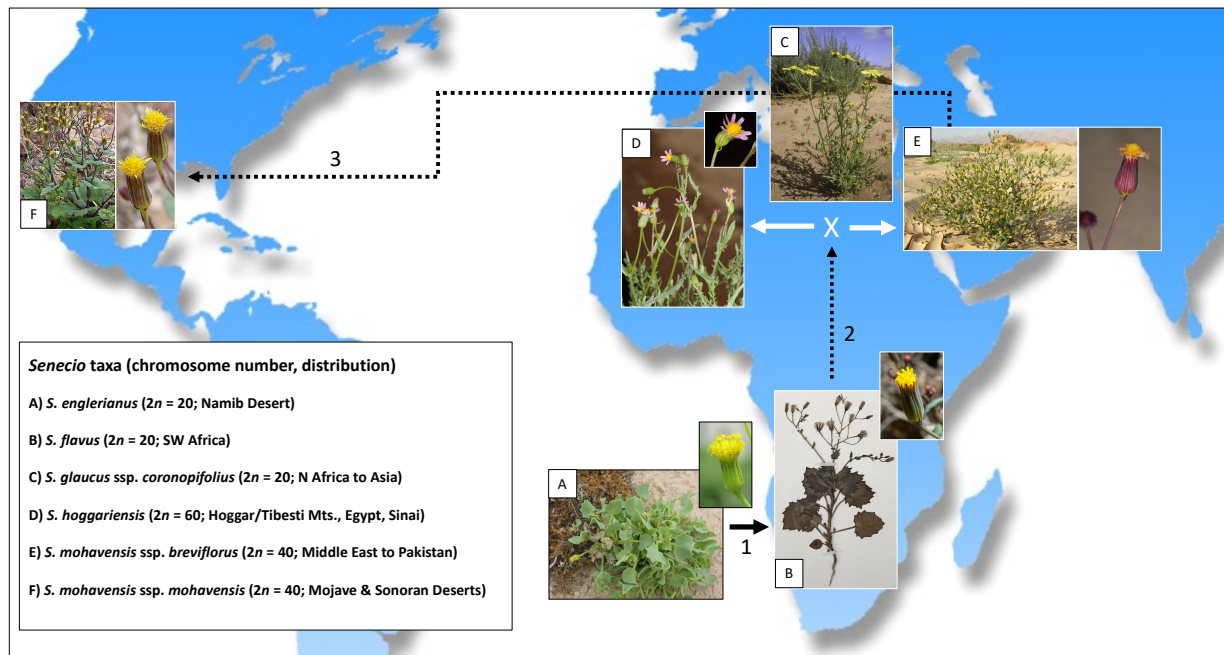 C
D
E
3
F
X
2
Senecio taxa (chromosome number, distribution)
A) S. englerianus (2n = 20; Namib Desert)
B) S. flavus (2n = 20; SW Africa)
C) S. glaucus ssp. coronopifolius (2n = 20; N Africa to Asia)
D) S. hoggariensis (2n = 60; Hoggar/Tibesti Mts., Egypt, Sinai)
E) S. mohavensis ssp. breviflorus (2n = 40; Middle East to Pakistan)
F) S. mohavensis ssp. mohavensis (2n = 40; Mojave & Sonoran Deserts)
A
1
B